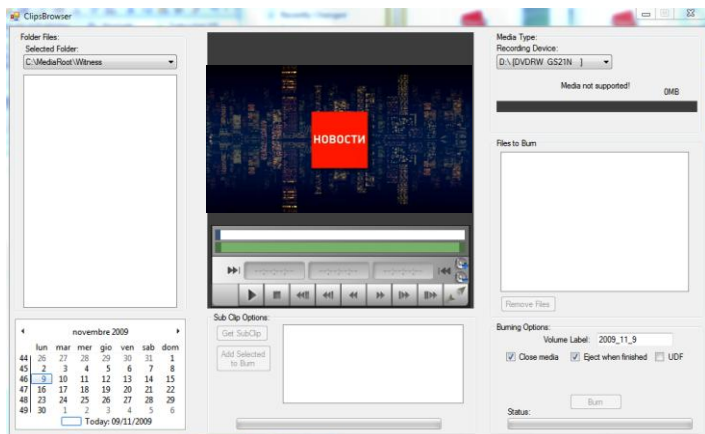 ClipsBrowser
Folder Files:
Selected Folder:
C:\MediaRoot\Witness
novembre 2009
lun mar mer gio ven sab dom
44 26 27 28 29 30 31 1
45 2 3 4 5 6 7 8
46 9 10 11 12 13 14 15
47 16 17 18 19 20 21 22
48 23 24 25 26 27 28 29
49 30 1 2 3 4 5 6
Today: 09/11/2009
НОВОСТИ
Sub Clip Options:
Get SubClip
Add Selected
to Burn
Media Type:
Recording Device:
D:\ [DVDRW GS21N ]
Media not supported!
0MB
Files to Burn
Remove Files
Burning Options:
Volume Label: 2009_11_9
Close media Eject when finished UDF
Burn
Status: